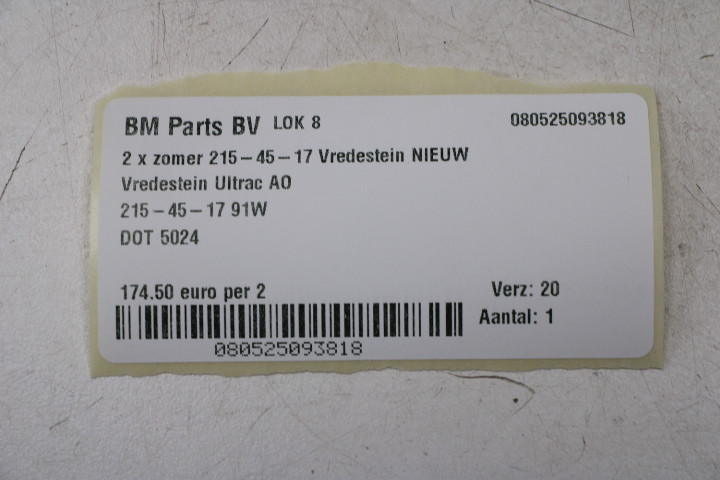 BM Parts BV LOK 8 080525093818
2 x zomer 215-45-17 Vredestein NIEUW
Vredestein Ultrac AO
215-45-17 91W
DOT 5024
174.50 euro per 2 Verz: 20
Aantal: 1
080525093818